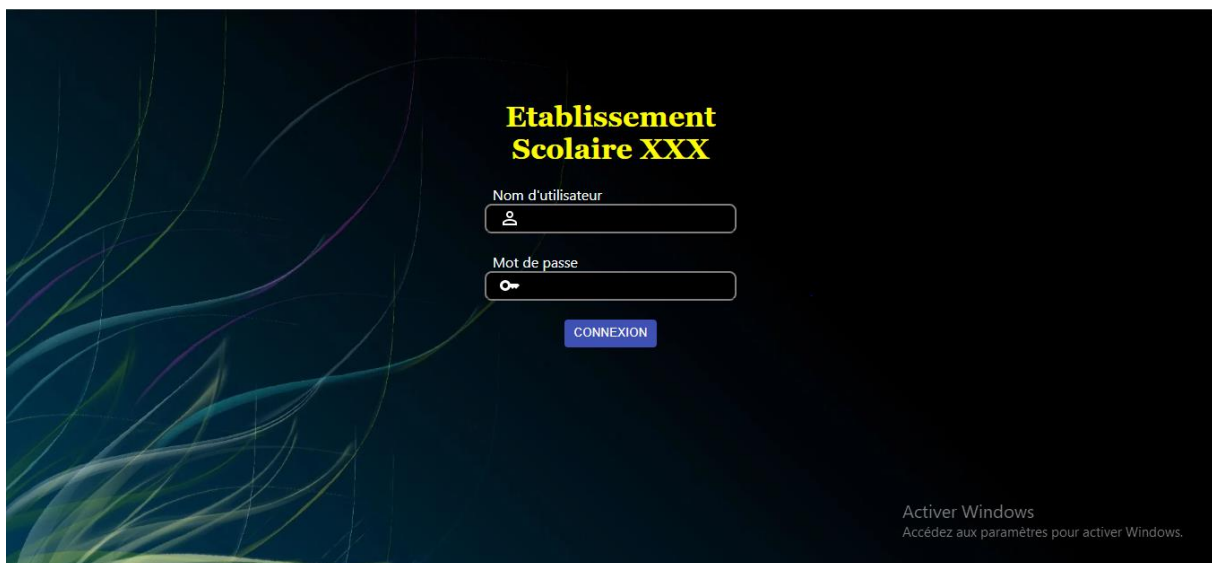 Etablissement
Scolaire XXX
Nom d'utilisateur
Mot de passe
CONNEXION
Activer Windows
Accédez aux paramètres pour activer Windows.